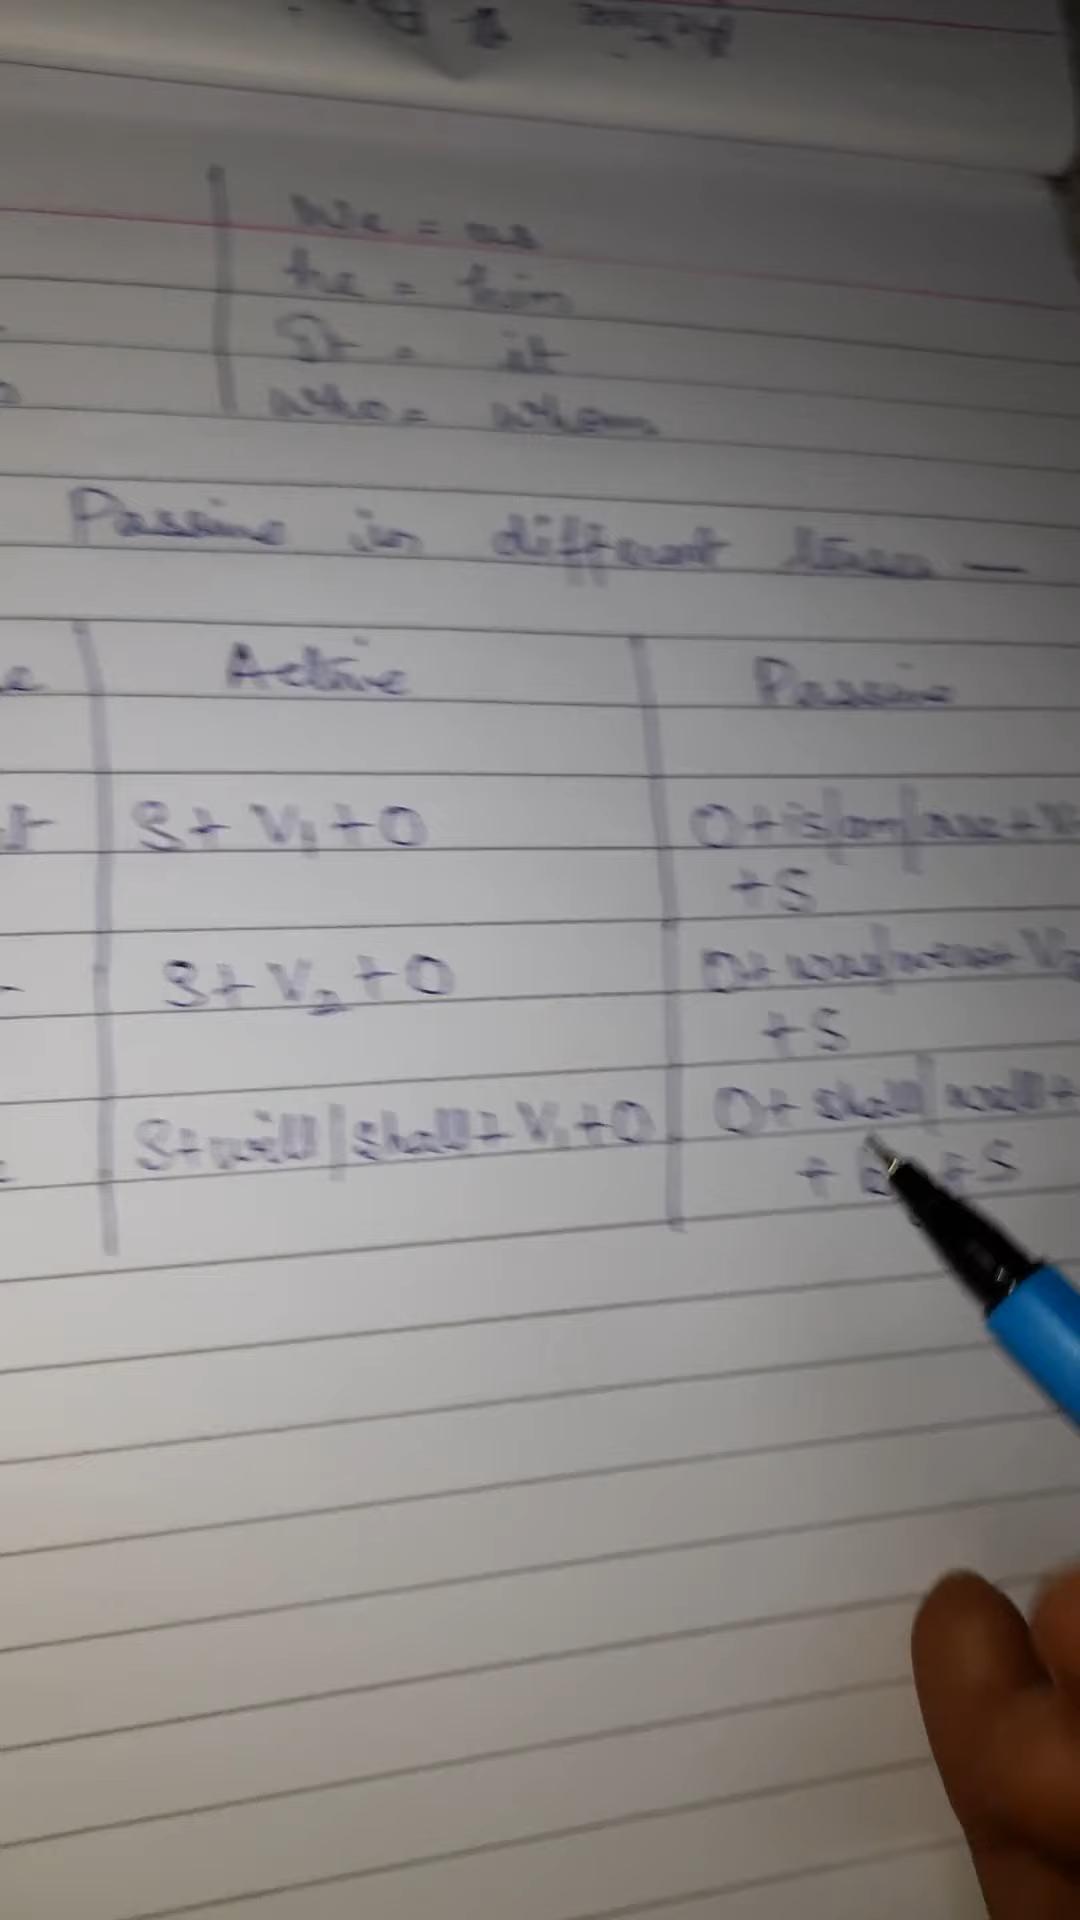 we = us
he = him
It = it
who = whom
Passive in different tenses —
Active Passive
S + V1 + O O + is/am/are + V
+ S
S + V2 + O O + was/were + V3
+ S
S + will/shall + V1 + O O + shall/will +
+ S